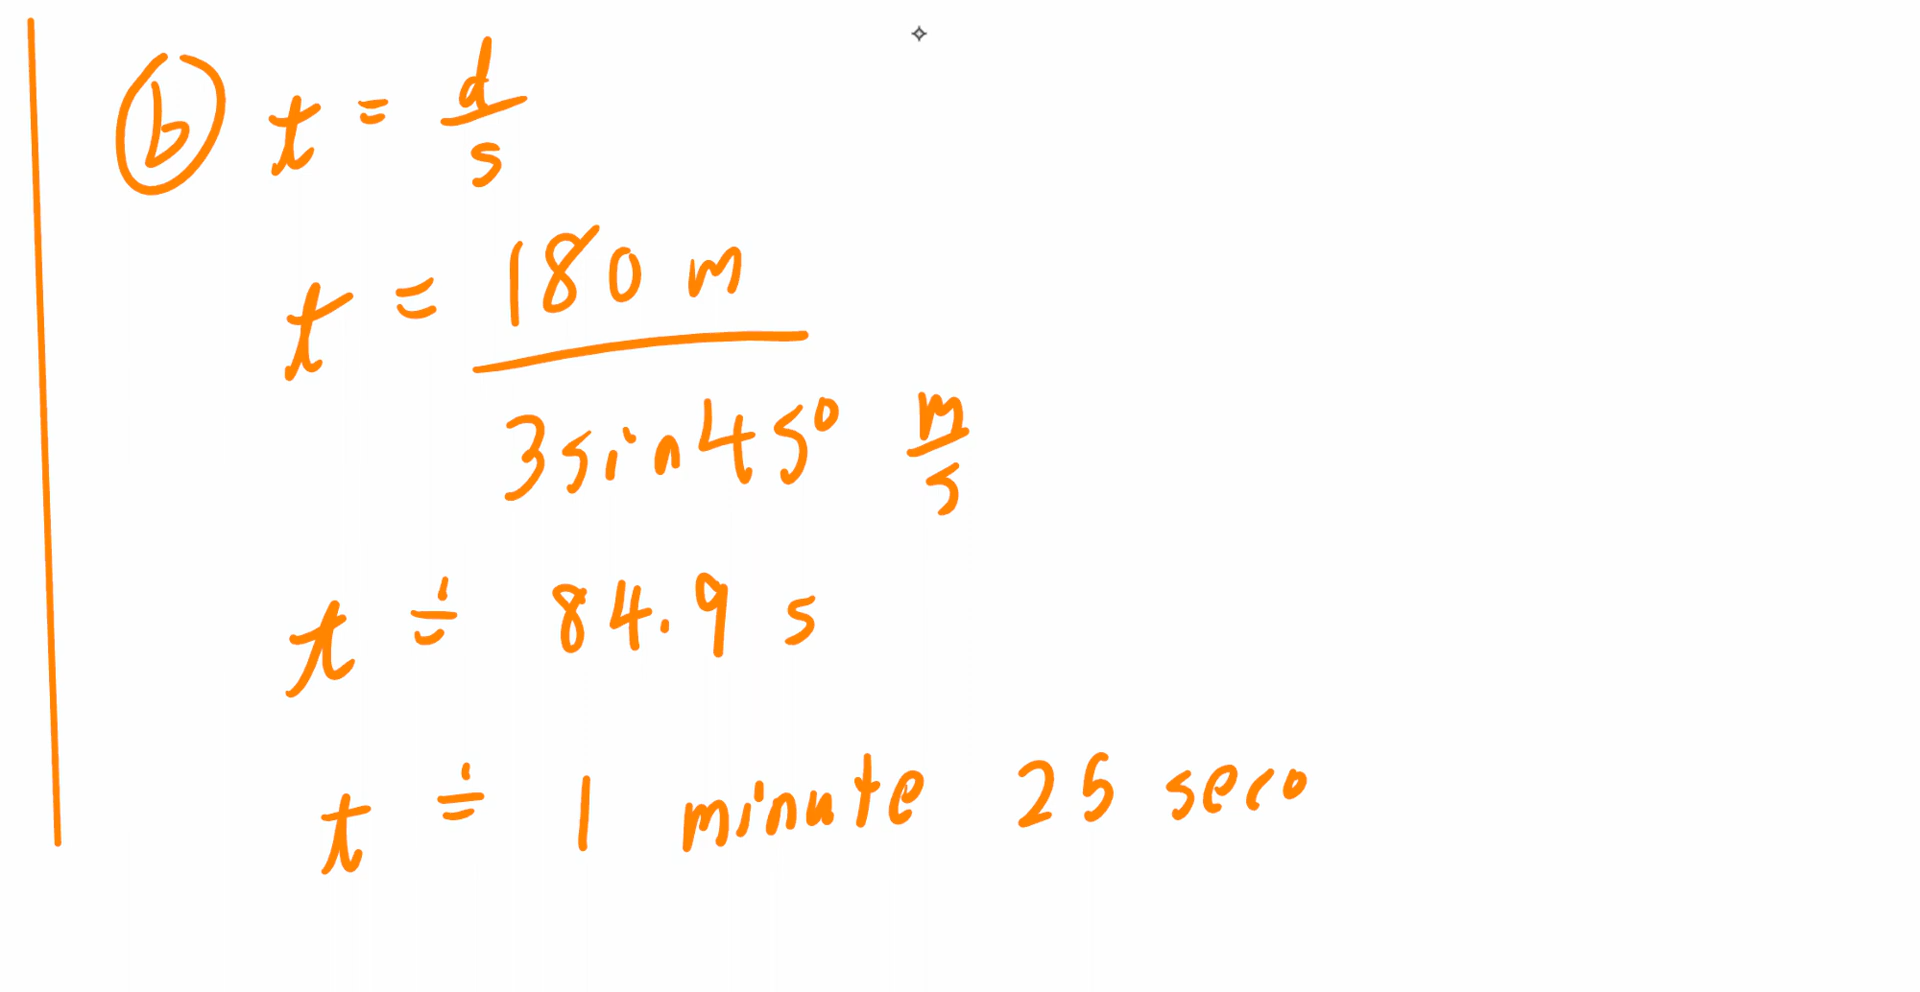 ⓑ t = d/s
t = 180 m / 3sin45° m/s
t ≐ 84.9 s
t ≐ 1 minute 25 seco